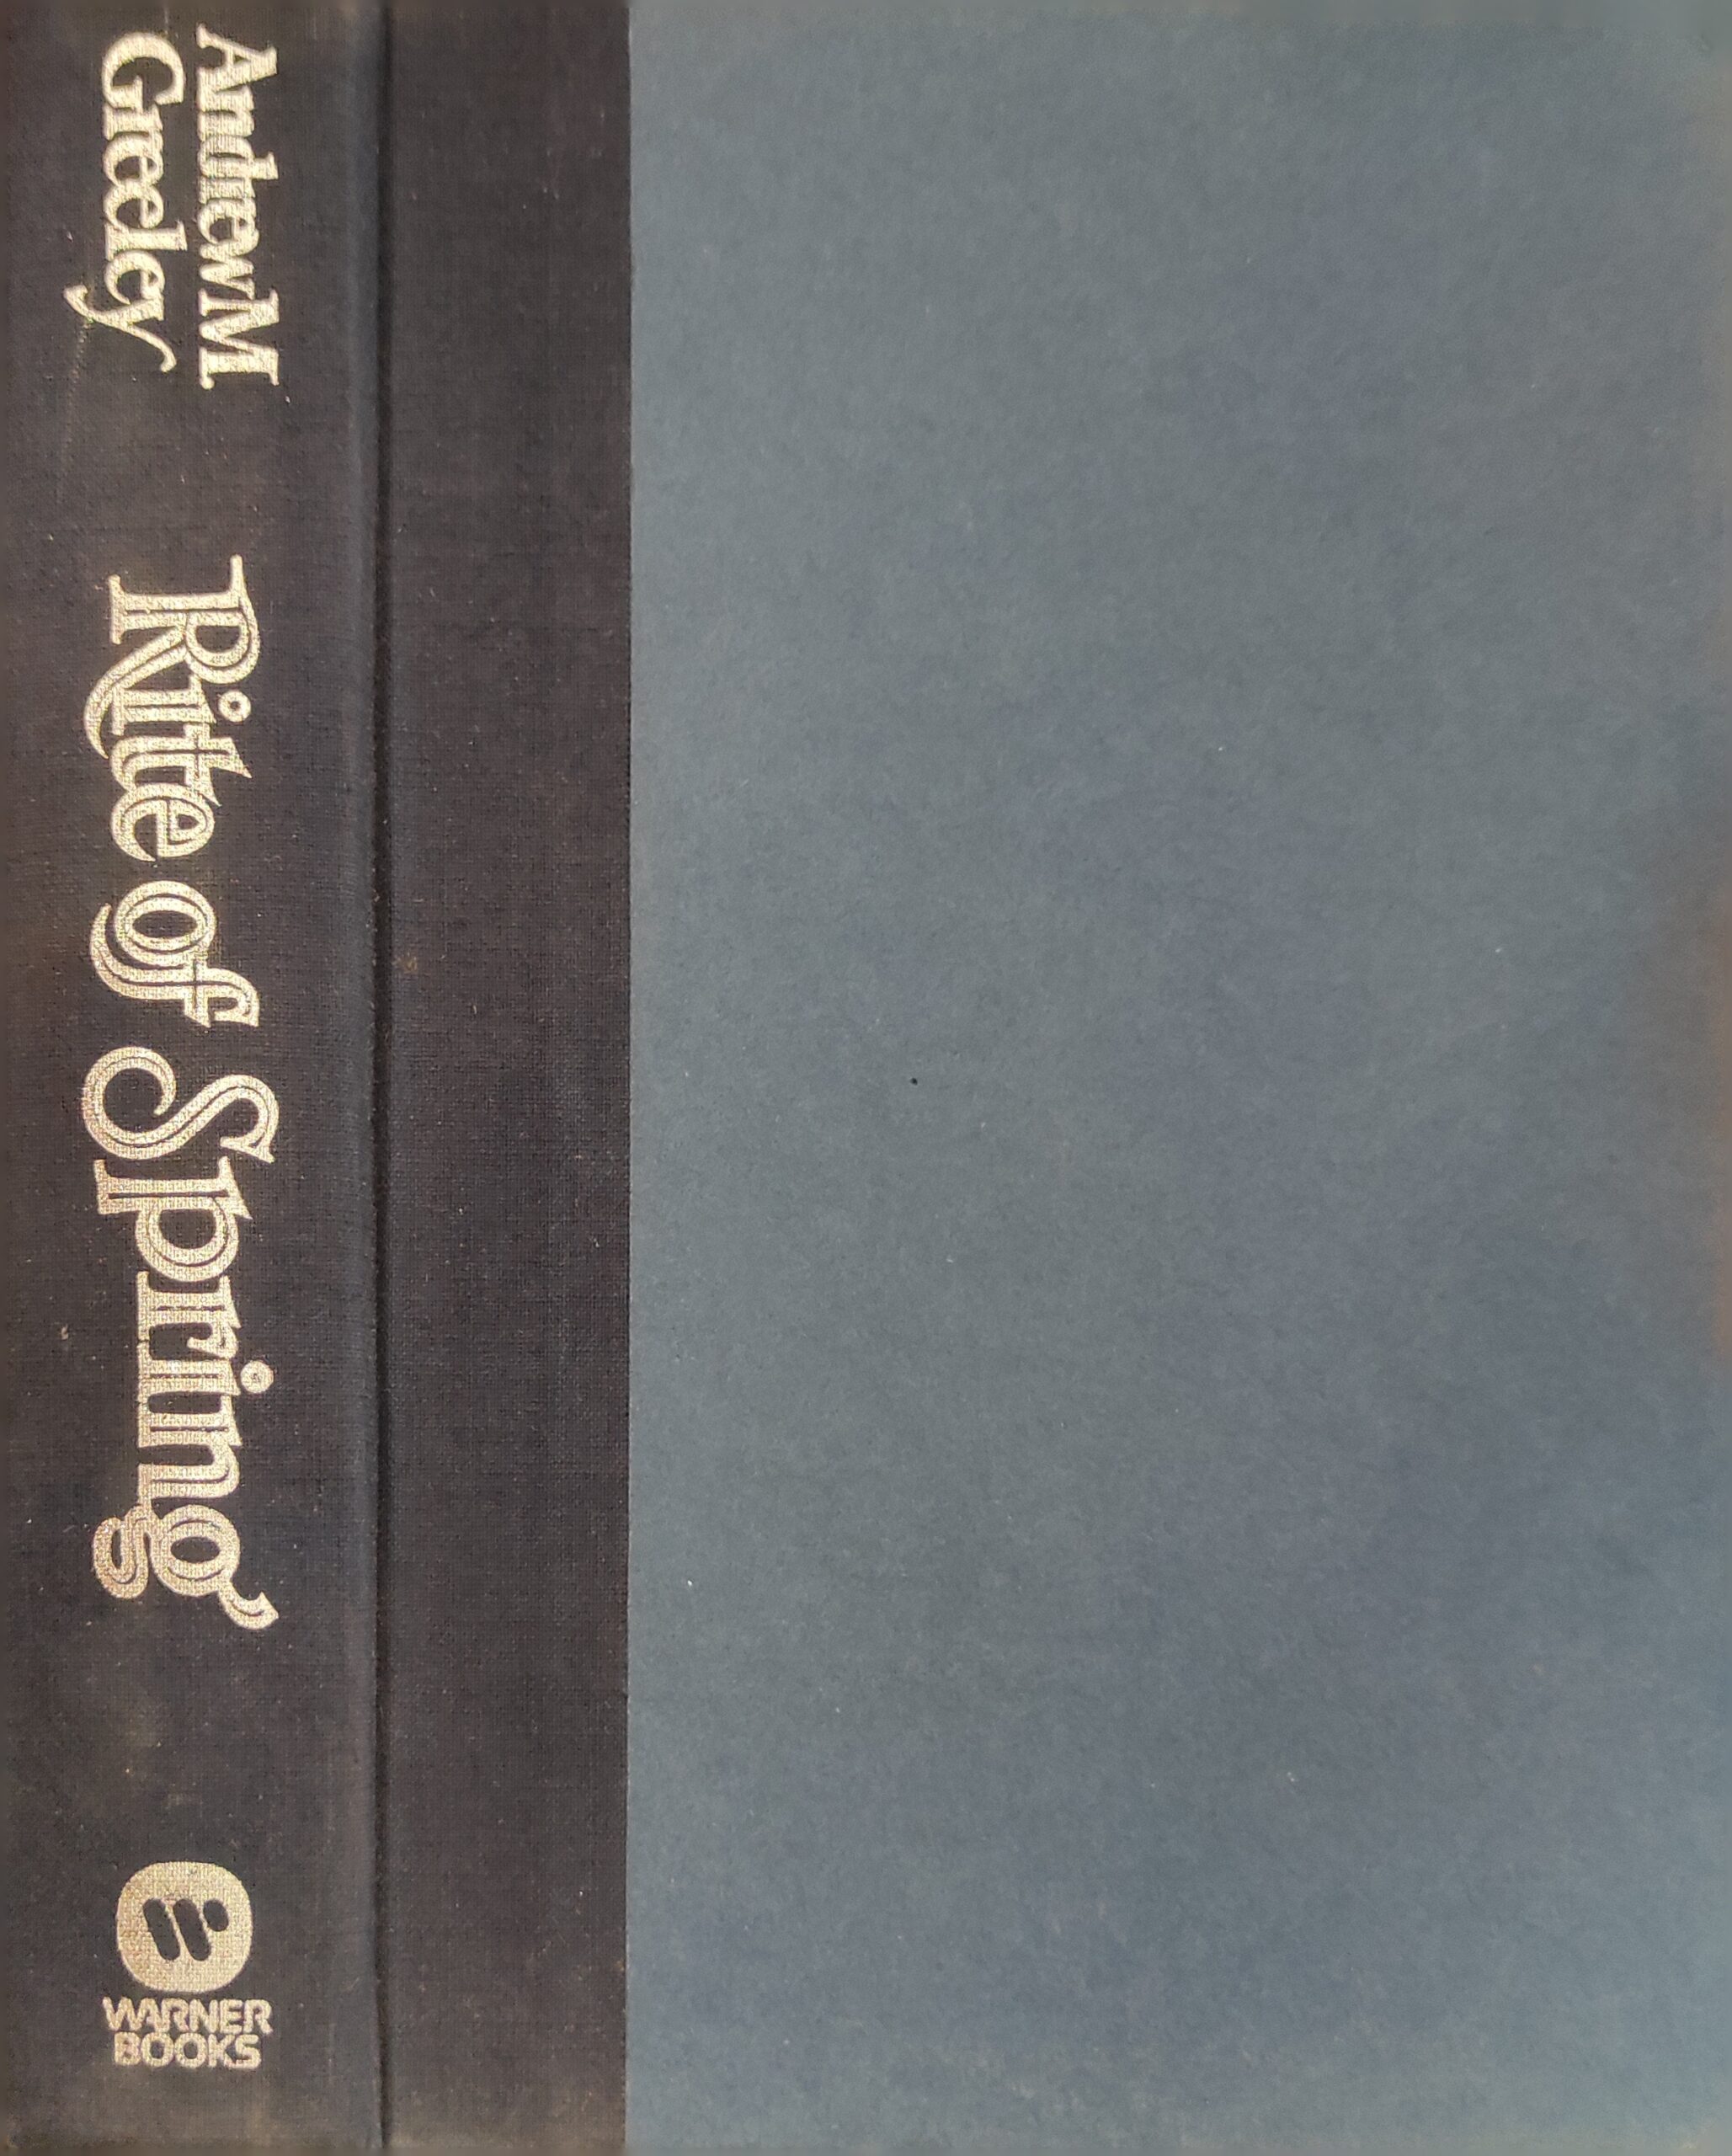 Andrew M
Greeley
Rite of Spring
WARNER
BOOKS